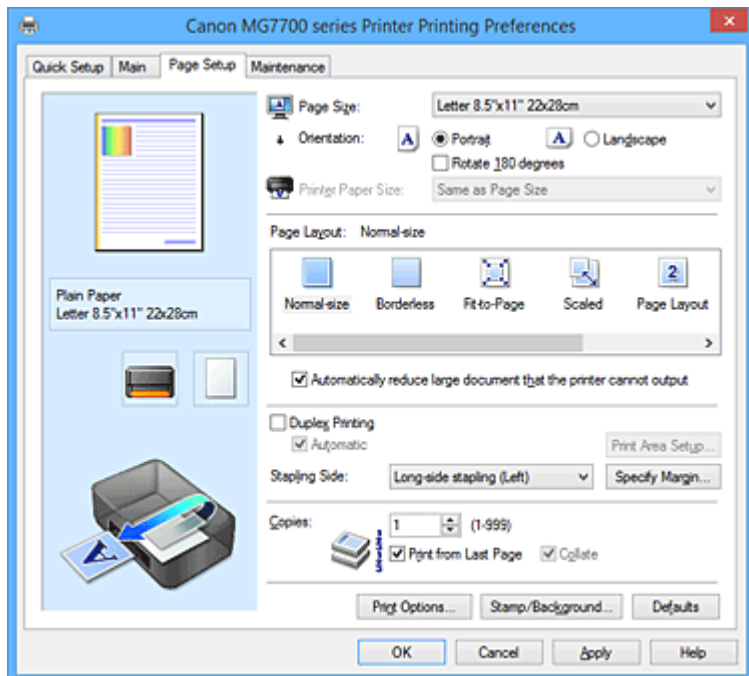 Canon MG7700 series Printer Printing Preferences
Quick Setup Main Page Setup Maintenance
Page Size: Letter 8.5"x11" 22x28cm
Orientation: A Portrait A Landscape
Rotate 180 degrees
Printer Paper Size: Same as Page Size
Page Layout: Normal-size
Normal-size Borderless Fit-to-Page Scaled 2 Page Layout
Automatically reduce large document that the printer cannot output
Plain Paper
Letter 8.5"x11" 22x28cm
Duplex Printing
Automatic Print Area Setup...
Stapling Side: Long-side stapling (Left) Specify Margin...
Copies: 1 (1-999)
Print from Last Page Collate
A
Print Options... Stamp/Background... Defaults
OK Cancel Apply Help